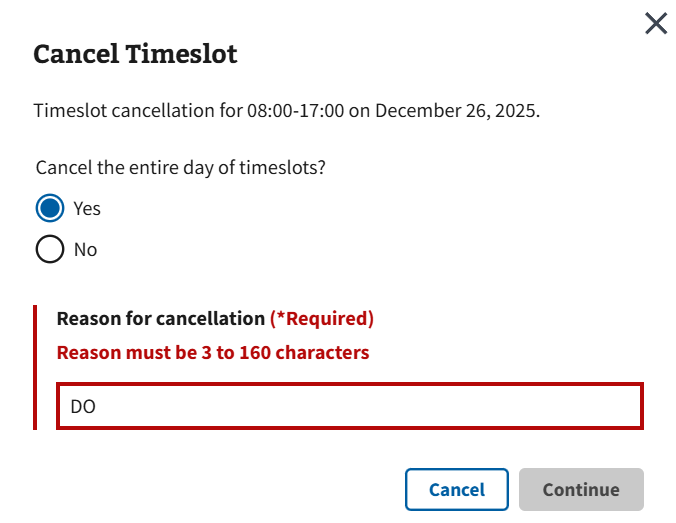 Cancel Timeslot
Timeslot cancellation for 08:00-17:00 on December 26, 2025.
Cancel the entire day of timeslots?
Yes
No
Reason for cancellation (*Required)
Reason must be 3 to 160 characters
DO
Cancel Continue